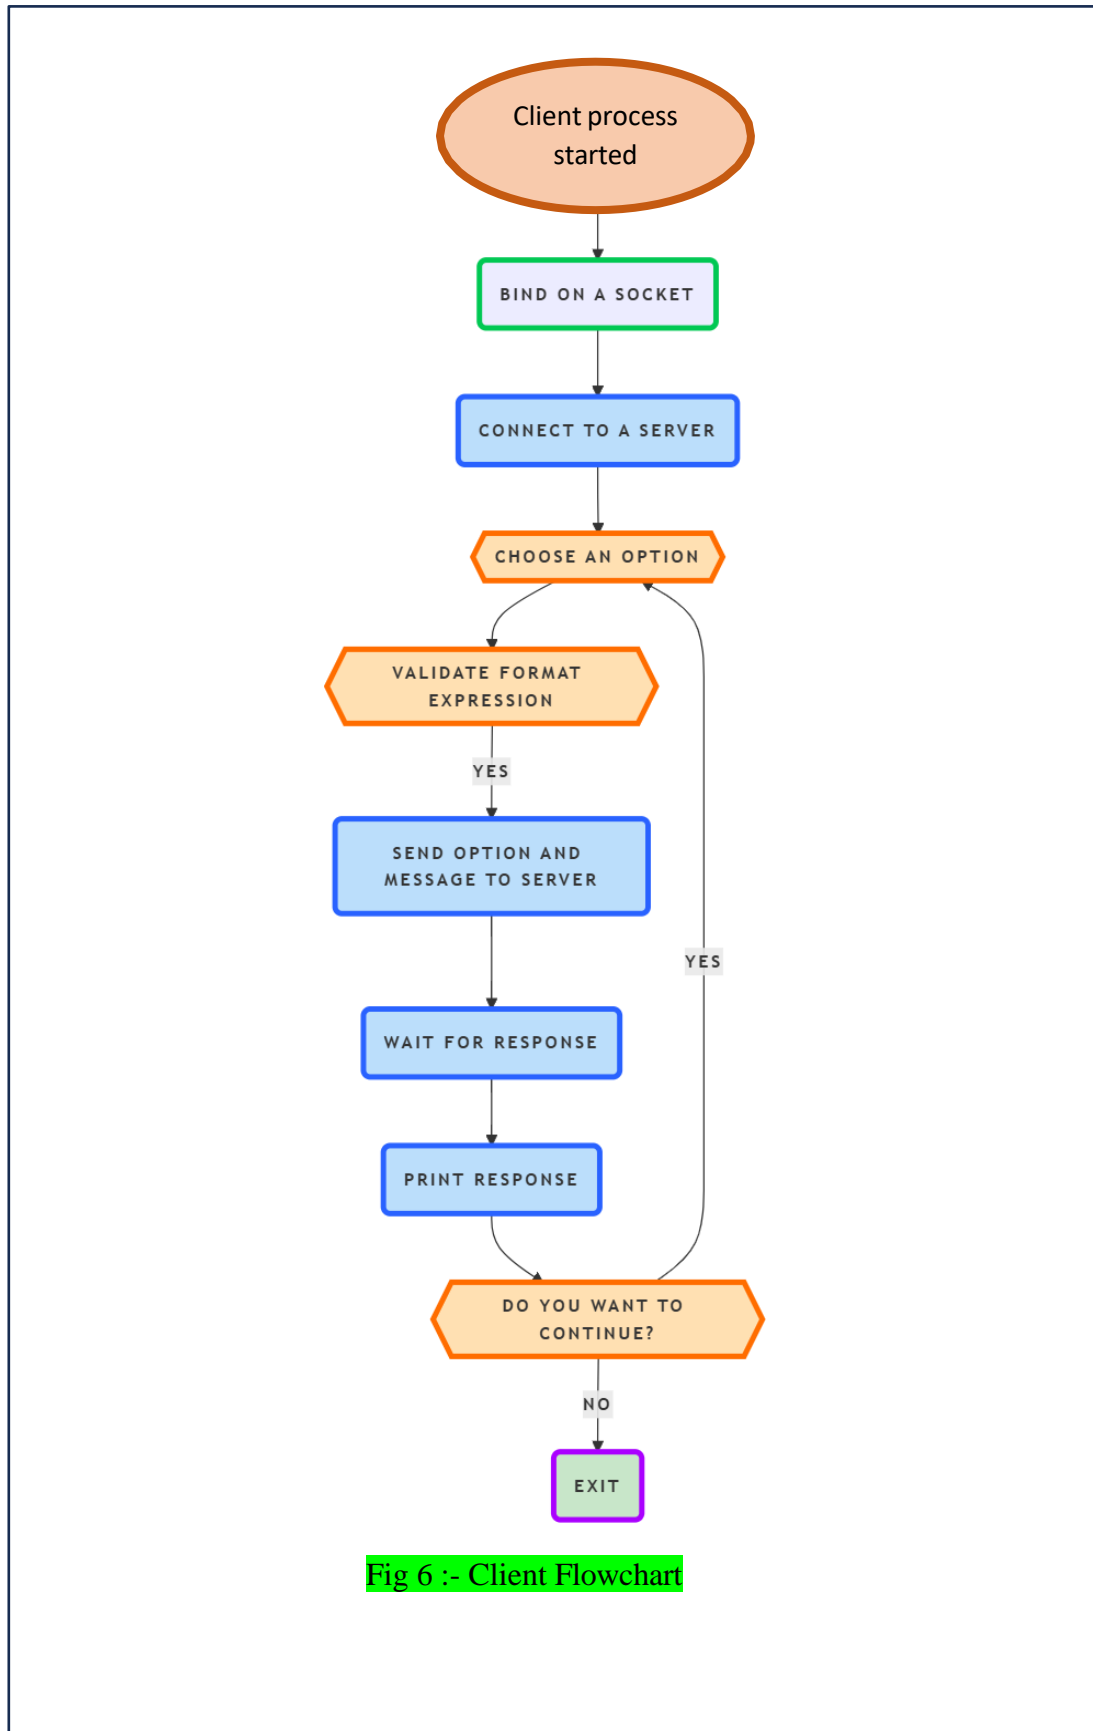 Client process
started
BIND ON A SOCKET
CONNECT TO A SERVER
CHOOSE AN OPTION
VALIDATE FORMAT
EXPRESSION
YES
SEND OPTION AND
MESSAGE TO SERVER
YES
WAIT FOR RESPONSE
PRINT RESPONSE
DO YOU WANT TO
CONTINUE?
NO
EXIT
Fig 6 :- Client Flowchart